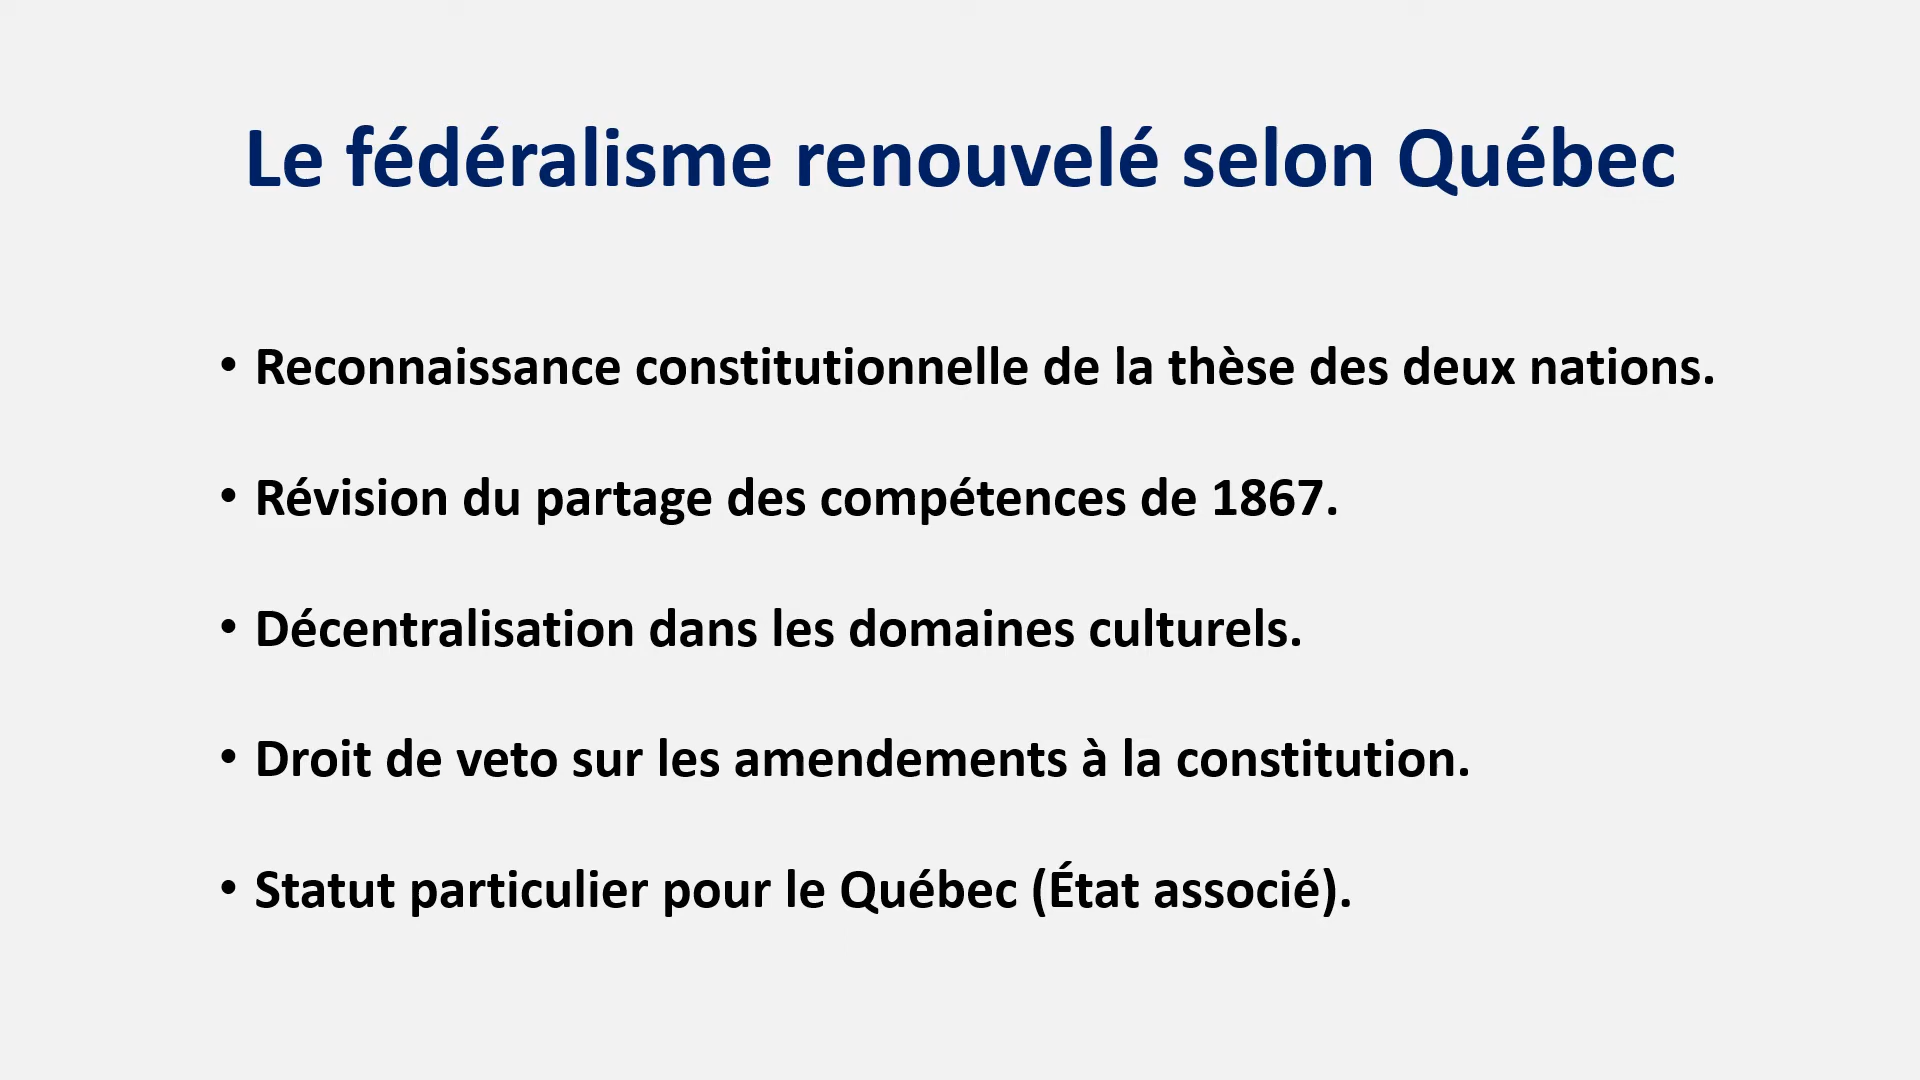 Le fédéralisme renouvelé selon Québec
• Reconnaissance constitutionnelle de la thèse des deux nations.
• Révision du partage des compétences de 1867.
• Décentralisation dans les domaines culturels.
• Droit de veto sur les amendements à la constitution.
• Statut particulier pour le Québec (État associé).